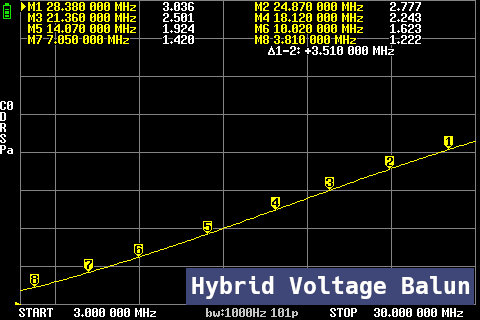 M1 28.380 000 MHz 3.036 M2 24.870 000 MHz 2.777
M3 21.360 000 MHz 2.501 M4 18.120 000 MHz 2.243
M5 14.070 000 MHz 1.924 M6 10.020 000 MHz 1.623
M7 7.050 000 MHz 1.420 M8 3.810 000 MHz 1.222
Δ1-2: +3.510 000 MHz
C0
D
R
S
Pa
1
2
3
4
5
6
7
8
Hybrid Voltage Balun
START 3.000 000 MHz bw:1000Hz 101p STOP 30.000 000 MHz